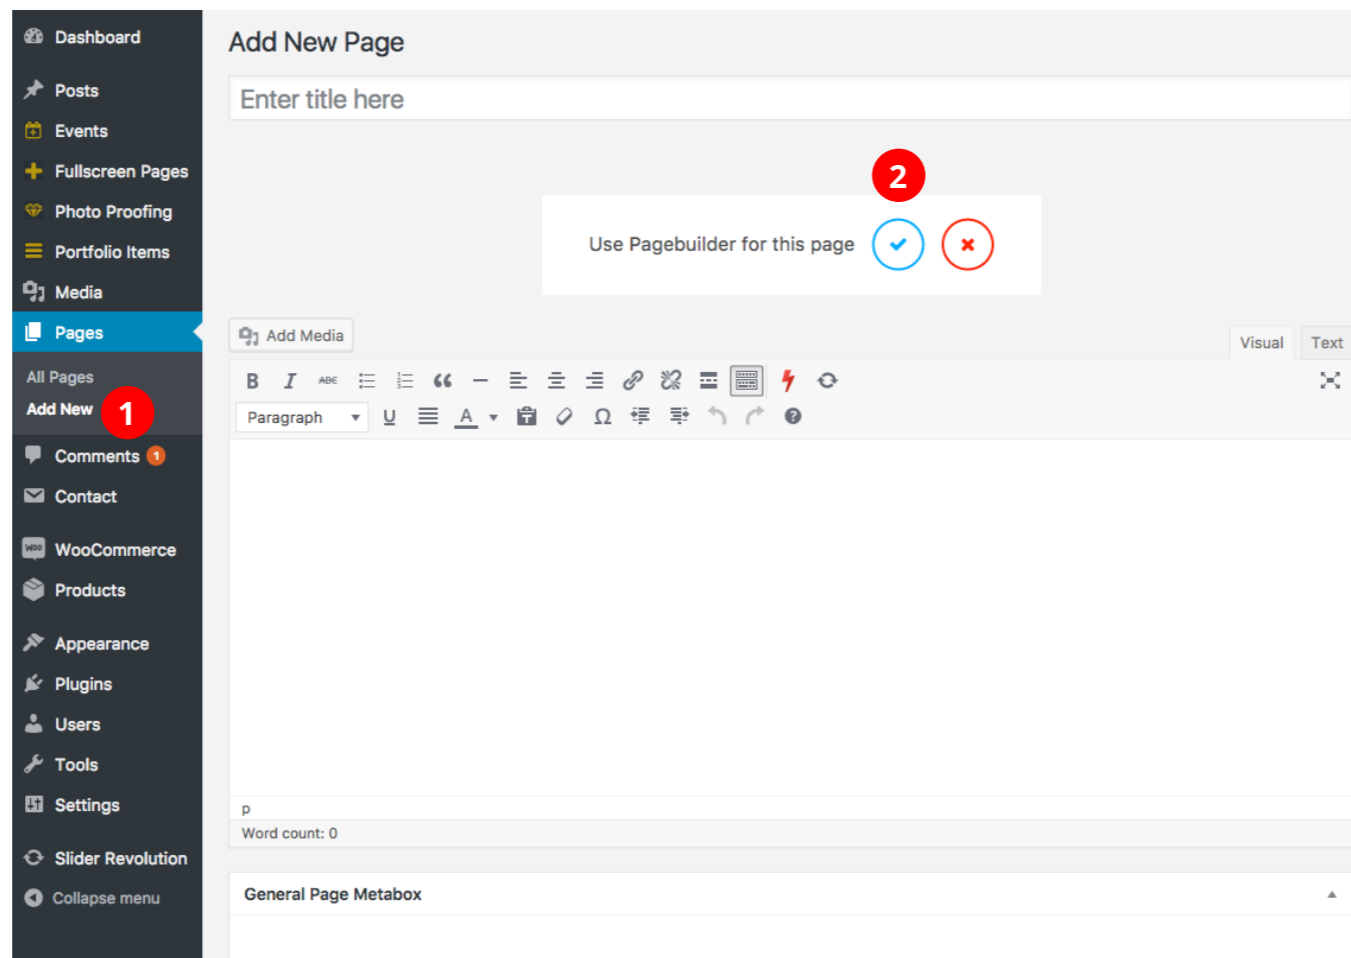 Dashboard
Posts
Events
Fullscreen Pages
Photo Proofing
Portfolio Items
Media
Pages
All Pages
Add New
1
Comments 1
Contact
WOO WooCommerce
Products
Appearance
Plugins
Users
Tools
Settings
Slider Revolution
Collapse menu
Add New Page
Enter title here
2
Use Pagebuilder for this page
Add Media
Visual Text
B I ABC
Paragraph U A T Ω ?
p
Word count: 0
General Page Metabox